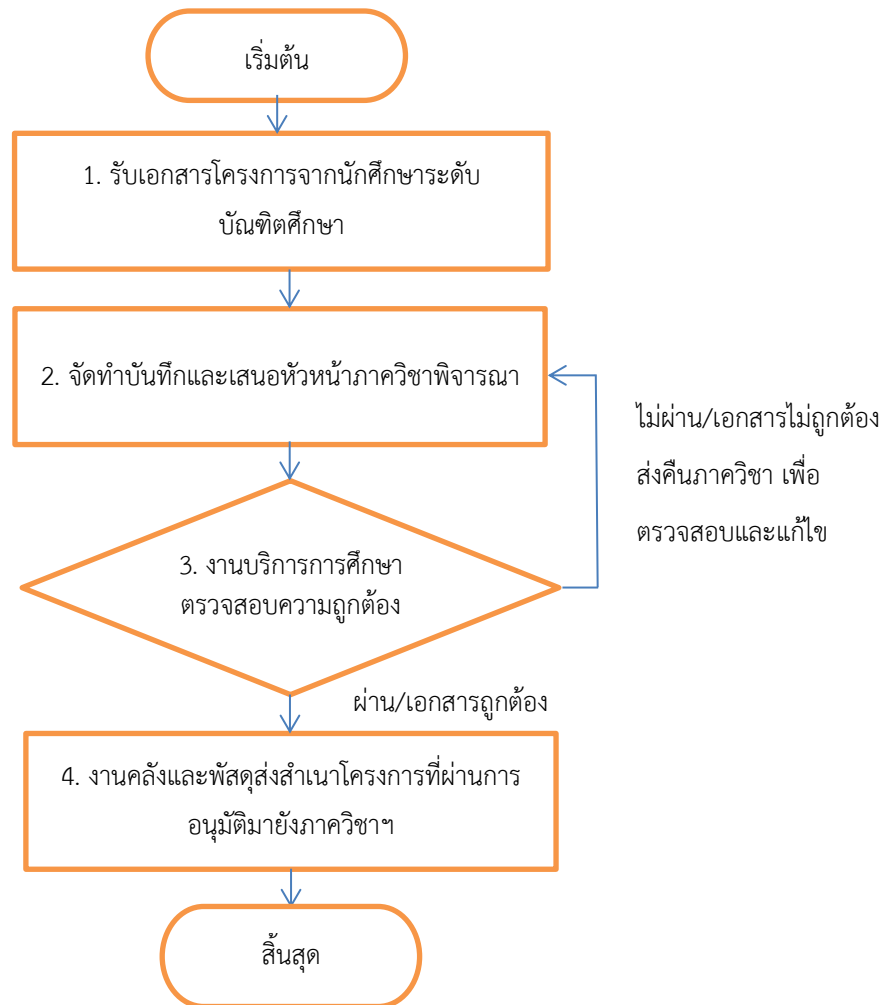 เริ่มต้น
1. รับเอกสารโครงการจากนักศึกษาระดับ
บัณฑิตศึกษา
2. จัดทำบันทึกและเสนอหัวหน้าภาควิชาพิจารณา
ไม่ผ่าน/เอกสารไม่ถูกต้อง
ส่งคืนภาควิชา เพื่อ
ตรวจสอบและแก้ไข
3. งานบริการการศึกษา
ตรวจสอบความถูกต้อง
ผ่าน/เอกสารถูกต้อง
4. งานคลังและพัสดุส่งสำเนาโครงการที่ผ่านการ
อนุมัติมายังภาควิชาฯ
สิ้นสุด